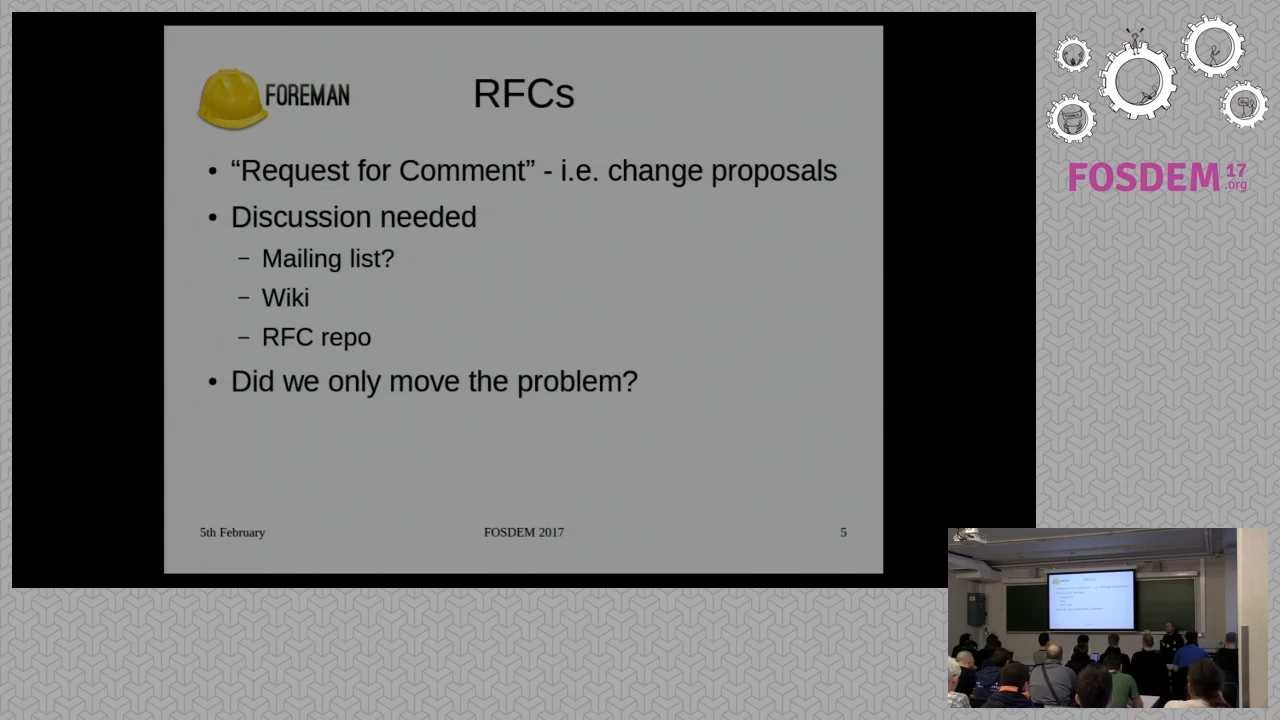 FOREMAN
RFCs
• “Request for Comment” - i.e. change proposals
• Discussion needed
– Mailing list?
– Wiki
– RFC repo
• Did we only move the problem?
5th February
FOSDEM 2017
5
FOSDEM 17
.org